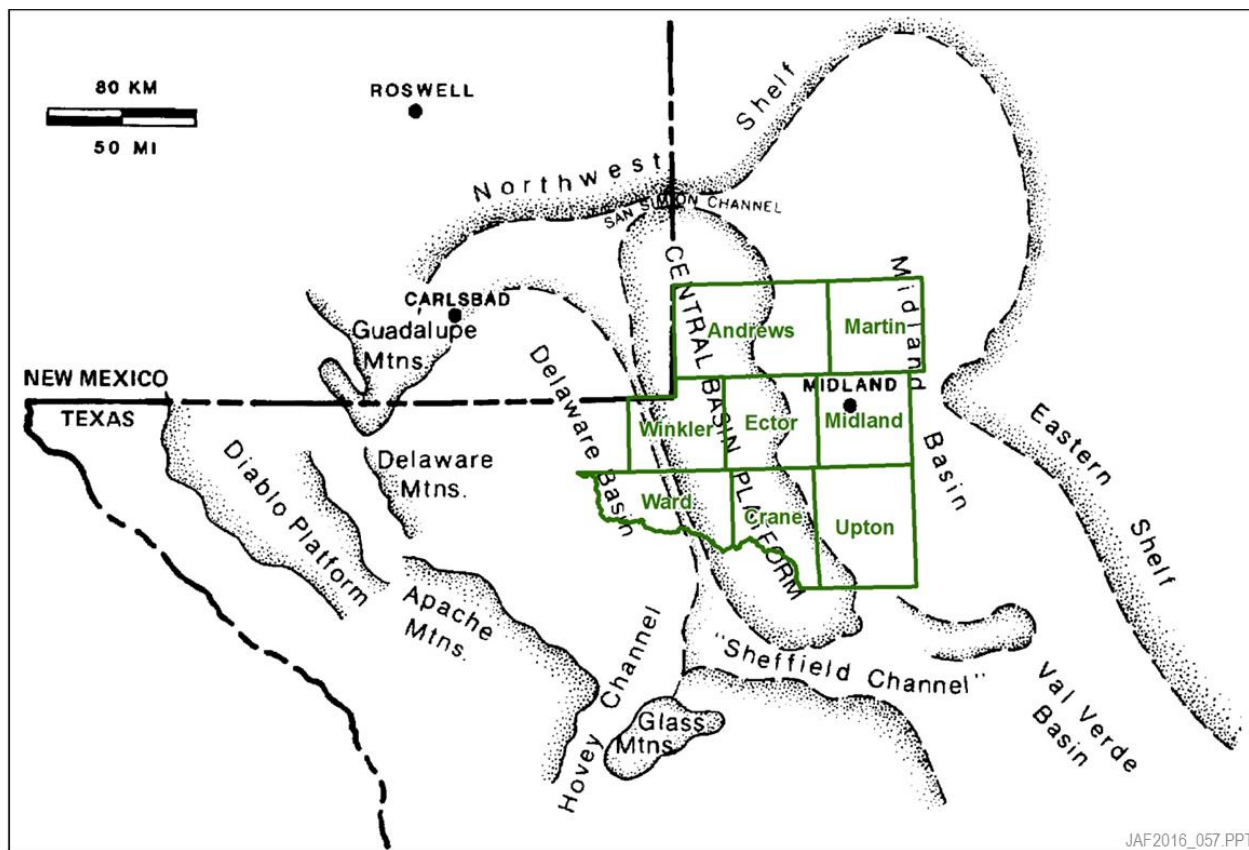 80 KM
50 MI
ROSWELL
Northwest
Shelf
SAN SIMION CHANNEL
CARLSBAD
Guadalupe
Mtns.
CENTRAL BASIN PLATFORM
Midland
Basin
Andrews
Martin
NEW MEXICO
TEXAS
Delaware
Basin
MIDLAND
Winkler
Ector
Midland
Eastern
Shelf
Diablo Platform
Delaware
Mtns.
Ward
Crane
Upton
Apache
Mtns.
Hovey Channel
"Sheffield Channel"
Glass
Mtns.
Val Verde
Basin
JAF2016_057.PPT